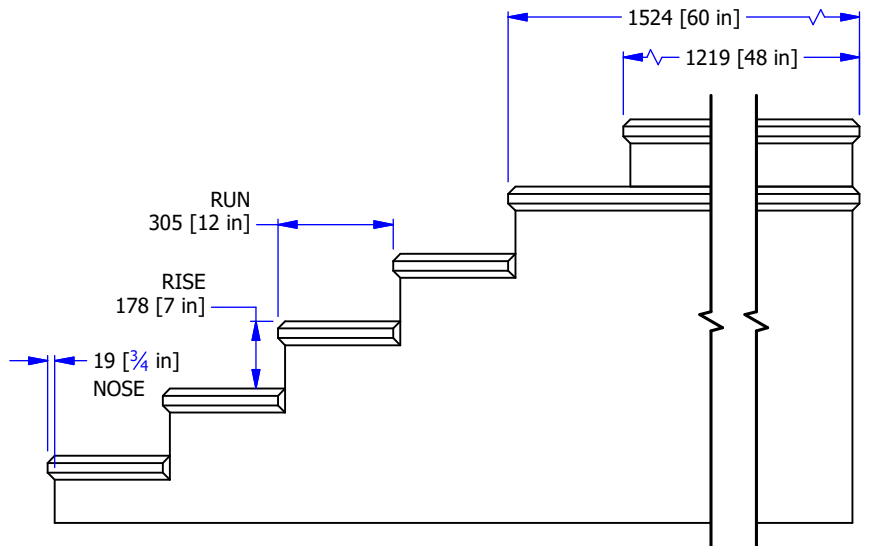 1524 [60 in]
1219 [48 in]
RUN
305 [12 in]
RISE
178 [7 in]
19 [¾ in]
NOSE